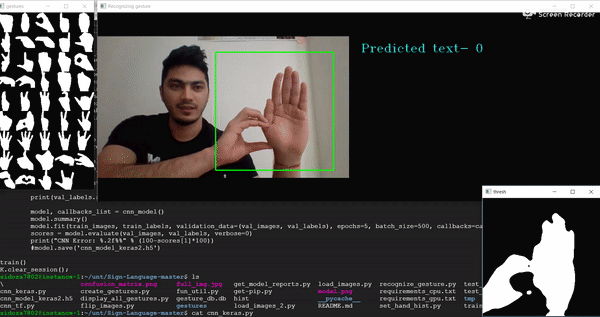 gestures
Recognizing gesture
Screen Recorder
Predicted text- 0
thresh
print(val_labels.
model, callbacks_list = cnn_model()
model.summary()
model.fit(train_images, train_labels, validation_data=(val_images, val_labels), epochs=5, batch_size=500, callbacks=cal
scores = model.evaluate(val_images, val_labels, verbose=0)
print("CNN Error: %.2f%%" % (100-scores[1]*100))
#model.save('cnn_model_keras2.h5')
train()
K.clear_session();
instance-1:~/unt/Sign-Language-master$ ls
\ confusion_matrix.png full_img.jpg get_model_reports.py load_images.py recognize_gesture.py test_
cnn_keras.py create_gestures.py fun_util.py get-pip.py model.png requirements_cpu.txt test_
cnn_model_keras2.h5 display_all_gestures.py gesture_db.db hist __pycache__ requirements_gpu.txt tmp
cnn_tf.py flip_images.py gestures load_images_2.py README.md set_hand_hist.py train
instance-1:~/unt/Sign-Language-master$ cat cnn_keras.py